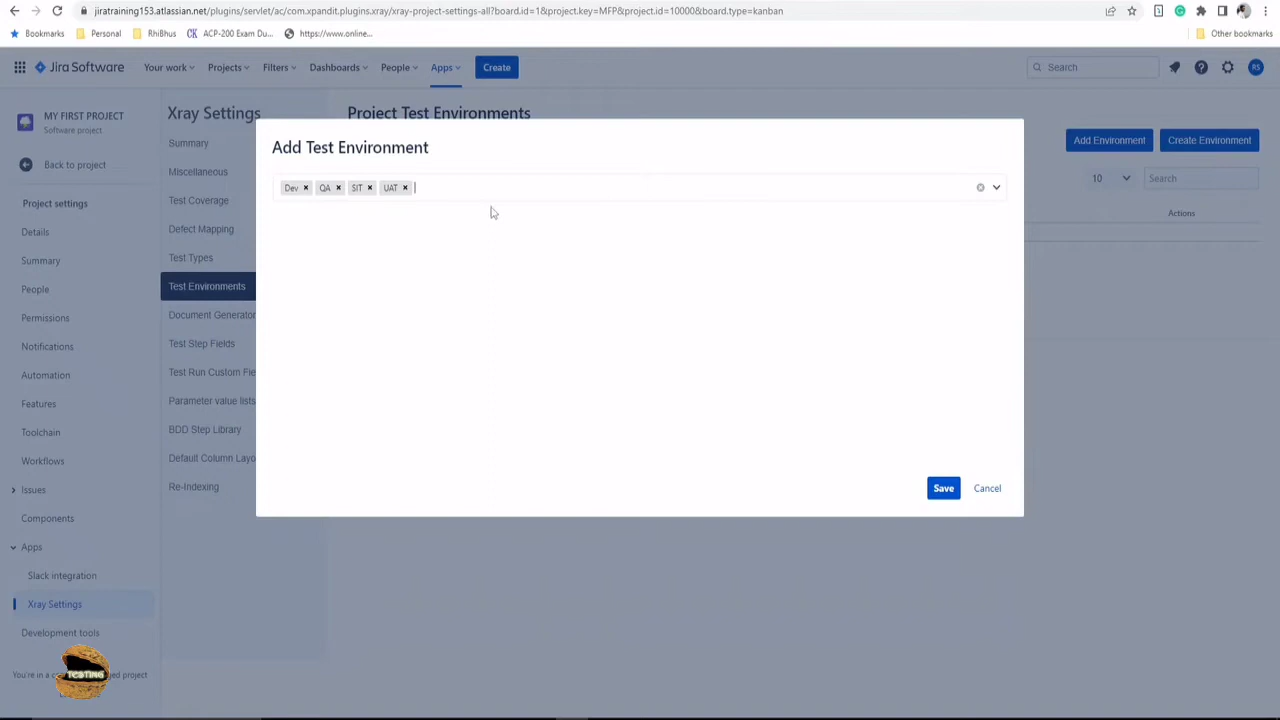 jiratraining153.atlassian.net/plugins/servlet/ac/com.xpandit.plugins.xray/xray-project-settings-all?board.id=1&project.key=MFP&project.id=10000&board.type=kanban
Bookmarks Personal RhiBhus ACP-200 Exam Du... https://www.online... Other bookmarks
Jira Software Your work Projects Filters Dashboards People Apps Create Search RS
MY FIRST PROJECT
Software project
Back to project
Project settings
Details
Summary
People
Permissions
Notifications
Automation
Features
Toolchain
Workflows
Issues
Components
Apps
Slack integration
Xray Settings
Development tools
You're in a c
project
TESTING
Xray Settings
Summary
Miscellaneous
Test Coverage
Defect Mapping
Test Types
Test Environments
Document Generator
Test Step Fields
Test Run Custom Fie
Parameter value lists
BDD Step Library
Default Column Layo
Re-Indexing
Project Test Environments
Add Environment Create Environment
10 Search
Actions
Add Test Environment
Dev × QA × SIT × UAT ×
Save Cancel